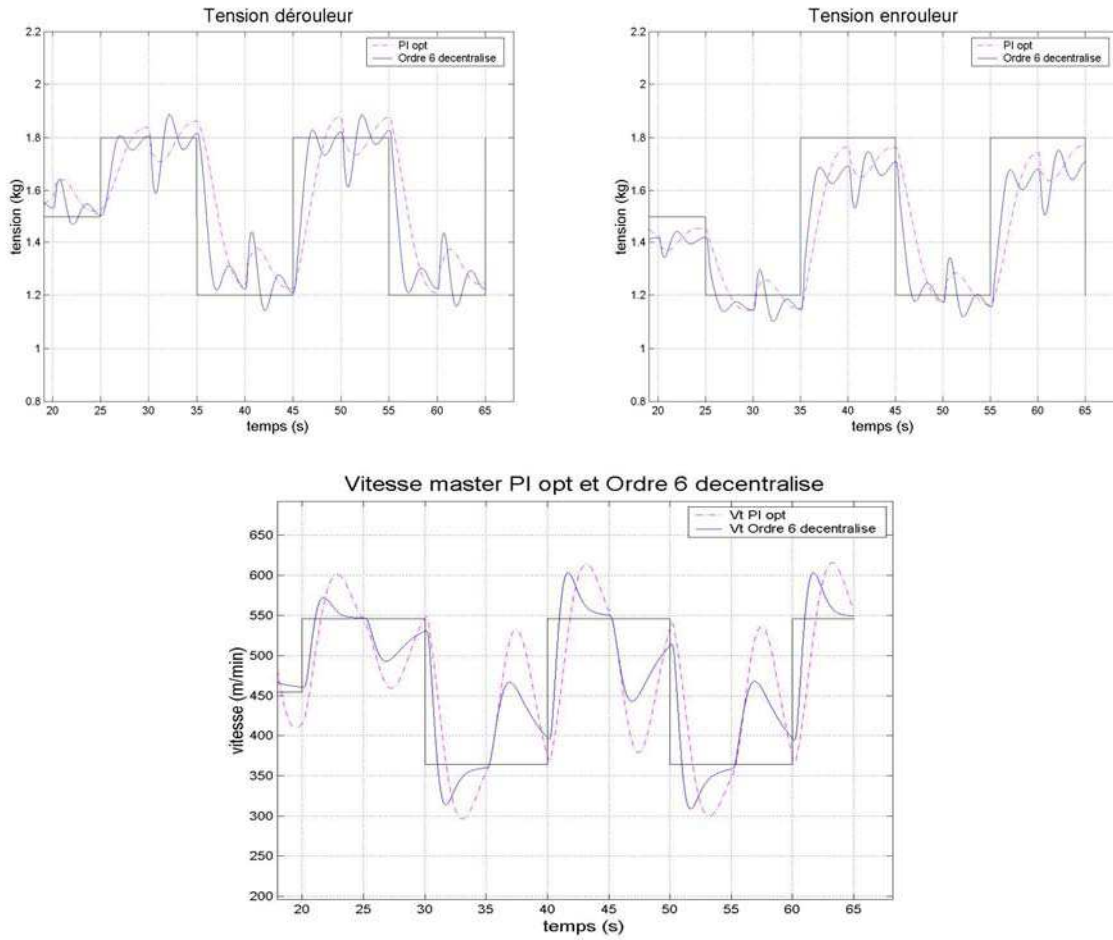 Tension dérouleur
PI opt
Ordre 6 decentralise
2.2
2
1.8
1.6
1.4
1.2
1
0.8
tension (kg)
20 25 30 35 40 45 50 55 60 65
temps (s)
Tension enrouleur
PI opt
Ordre 6 decentralise
2.2
2
1.8
1.6
1.4
1.2
1
0.8
tension (kg)
20 25 30 35 40 45 50 55 60 65
temps (s)
Vitesse master PI opt et Ordre 6 decentralise
Vt PI opt
Vt Ordre 6 decentralise
650
600
550
500
450
400
350
300
250
200
vitesse (m/min)
20 25 30 35 40 45 50 55 60 65
temps (s)